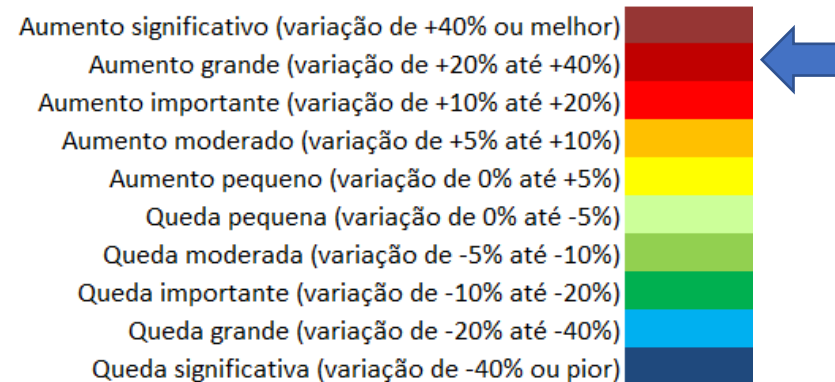 Aumento significativo (variação de +40% ou melhor)
Aumento grande (variação de +20% até +40%)
Aumento importante (variação de +10% até +20%)
Aumento moderado (variação de +5% até +10%)
Aumento pequeno (variação de 0% até +5%)
Queda pequena (variação de 0% até -5%)
Queda moderada (variação de -5% até -10%)
Queda importante (variação de -10% até -20%)
Queda grande (variação de -20% até -40%)
Queda significativa (variação de -40% ou pior)